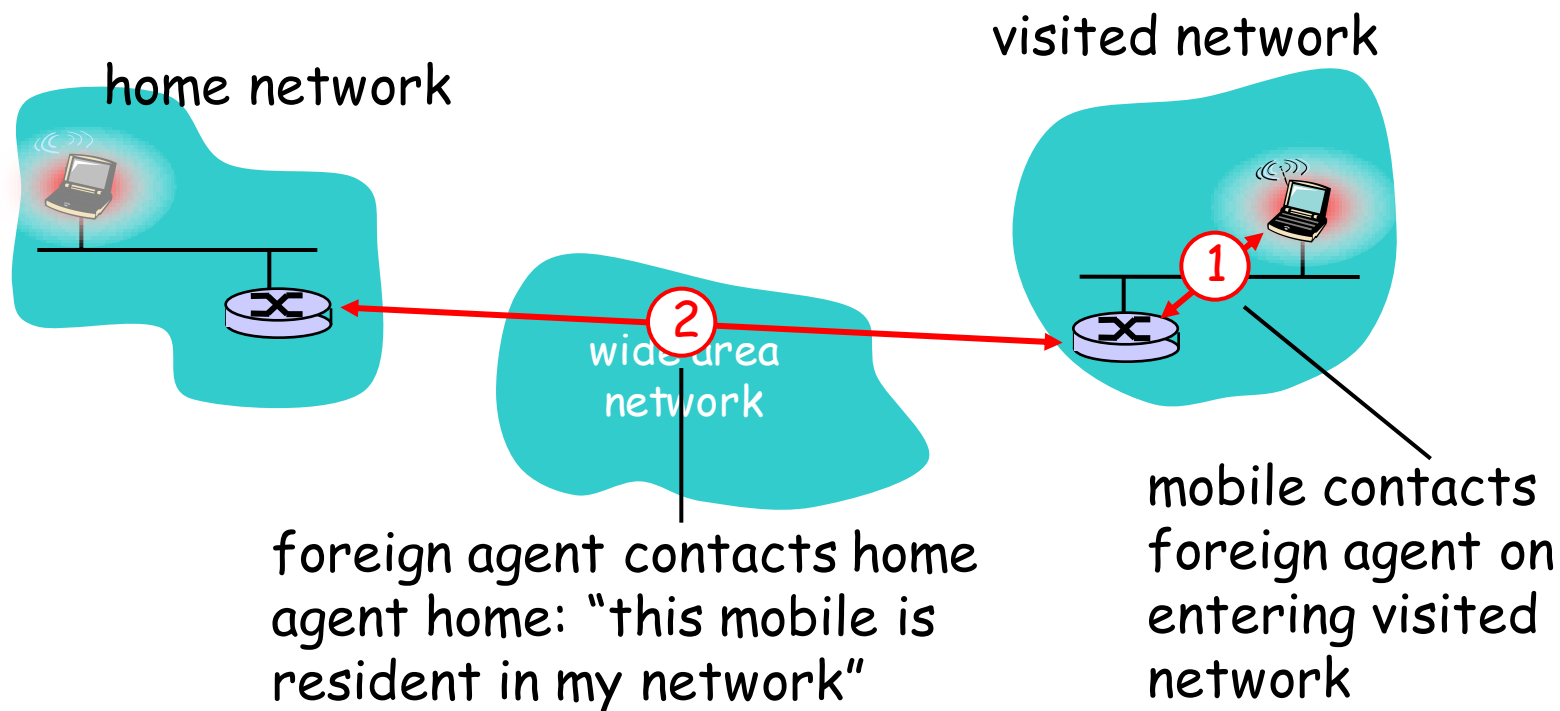 visited network
home network
1
2
wide area
network
foreign agent contacts home
agent home: “this mobile is
resident in my network”
mobile contacts
foreign agent on
entering visited
network